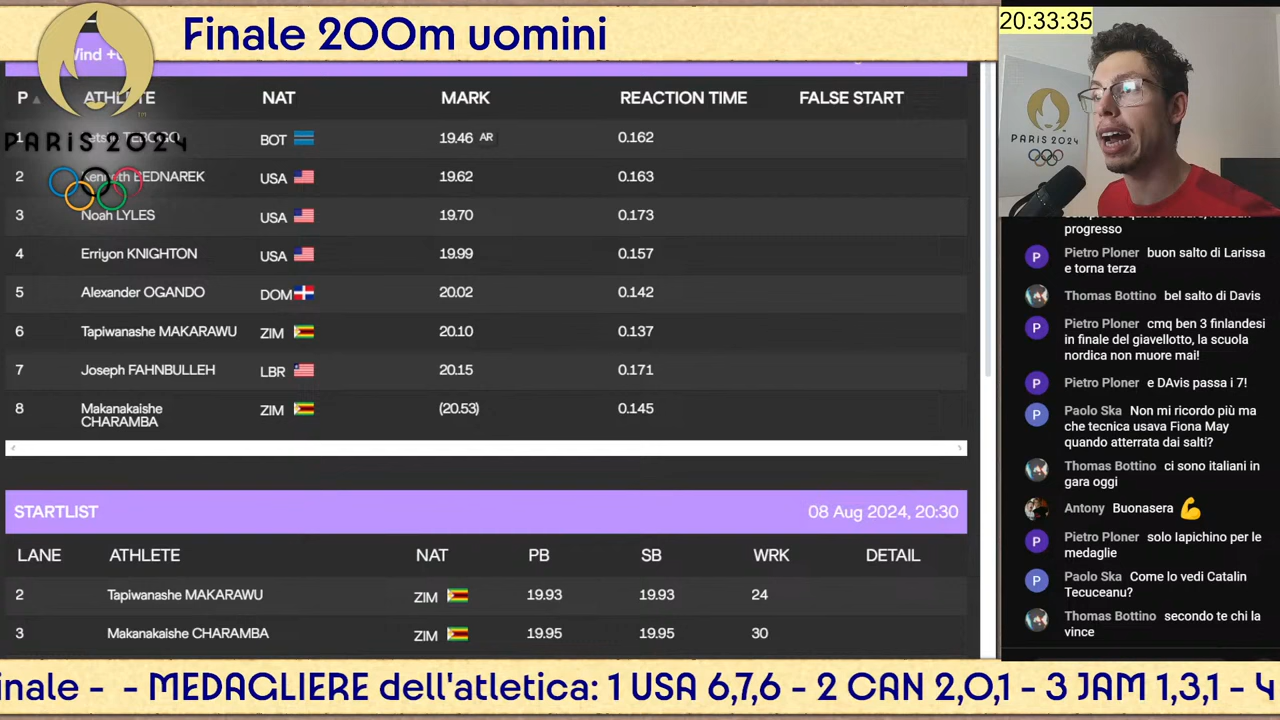 Finale 200m uomini
20:33:35
Wind
P ATHLETE NAT MARK REACTION TIME FALSE START
PARIS 2024
1 BOT 19.46 AR 0.162
2 Kenneth BEDNAREK USA 19.62 0.163
3 Noah LYLES USA 19.70 0.173
4 Erriyon KNIGHTON USA 19.99 0.157
5 Alexander OGANDO DOM 20.02 0.142
6 Tapiwanashe MAKARAWU ZIM 20.10 0.137
7 Joseph FAHNBULLEH LBR 20.15 0.171
8 Makanakaishe CHARAMBA ZIM (20.53) 0.145
STARTLIST 08 Aug 2024, 20:30
LANE ATHLETE NAT PB SB WRK DETAIL
2 Tapiwanashe MAKARAWU ZIM 19.93 19.93 24
3 Makanakaishe CHARAMBA ZIM 19.95 19.95 30
PARIS 2024
progresso
P Pietro Ploner buon salto di Larissa
e torna terza
Thomas Bottino bel salto di Davis
P Pietro Ploner cmq ben 3 finlandesi
in finale del giavellotto, la scuola
nordica non muore mai!
P Pietro Ploner e DAvis passa i 7!
P Paolo Ska Non mi ricordo più ma
che tecnica usava Fiona May
quando atterrata dai salti?
Thomas Bottino ci sono italiani in
gara oggi
Antony Buonasera 💪
P Pietro Ploner solo Iapichino per le
medaglie
P Paolo Ska Come lo vedi Catalin
Tecuceanu?
Thomas Bottino secondo te chi la
vince
inale - - MEDAGLIERE dell'atletica: 1 USA 6,7,6 - 2 CAN 2,0,1 - 3 JAM 1,3,1 - 4